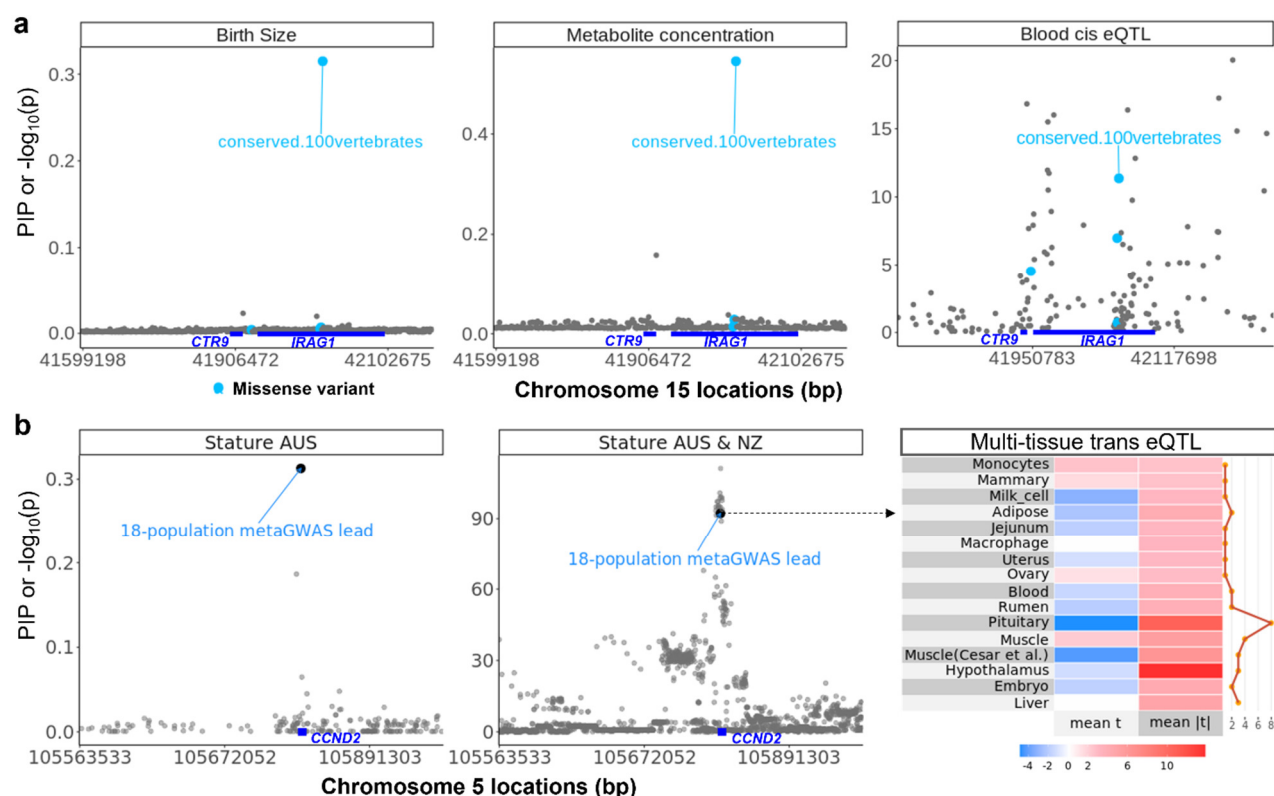 a
Birth Size
Metabolite concentration
Blood cis eQTL
PIP or -log10(p)
0.3
0.2
0.1
0.0
conserved.100vertebrates
CTR9
IRAG1
41599198
41906472
42102675
0.4
0.2
0.0
conserved.100vertebrates
CTR9
IRAG1
41599198
41906472
42102675
20
15
10
5
0
conserved.100vertebrates
CTR9
IRAG1
41950783
42117698
Missense variant
Chromosome 15 locations (bp)
b
Stature AUS
Stature AUS & NZ
Multi-tissue trans eQTL
PIP or -log10(p)
0.3
0.2
0.1
0.0
18-population metaGWAS lead
CCND2
105563533
105672052
105891303
90
60
30
0
18-population metaGWAS lead
CCND2
105563533
105672052
105891303
Chromosome 5 locations (bp)
Monocytes
Mammary
Milk_cell
Adipose
Jejunum
Macrophage
Uterus
Ovary
Blood
Rumen
Pituitary
Muscle
Muscle(Cesar et al.)
Hypothalamus
Embryo
Liver
mean t
mean |t|
2 4 6 8
-4 -2 0 2 6 10